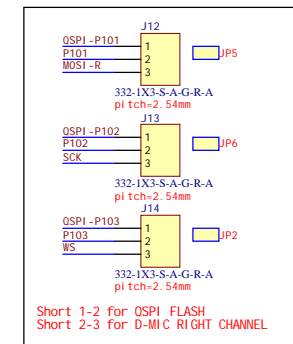 J12
QSPI-P101
P101
MOSI-R
1
2
3
JP5
332-1X3-S-A-G-R-A
pitch=2.54mm
J13
QSPI-P102
P102
SCK
1
2
3
JP6
332-1X3-S-A-G-R-A
pitch=2.54mm
J14
QSPI-P103
P103
WS
1
2
3
JP2
332-1X3-S-A-G-R-A
pitch=2.54mm
Short 1-2 for QSPI FLASH
Short 2-3 for D-MIC RIGHT CHANNEL